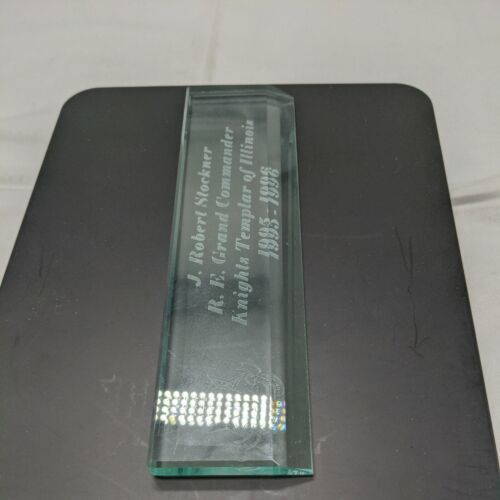 J. Robert Stockner
R. E. Grand Commander
Knights Templar of Illinois
1995 - 1996